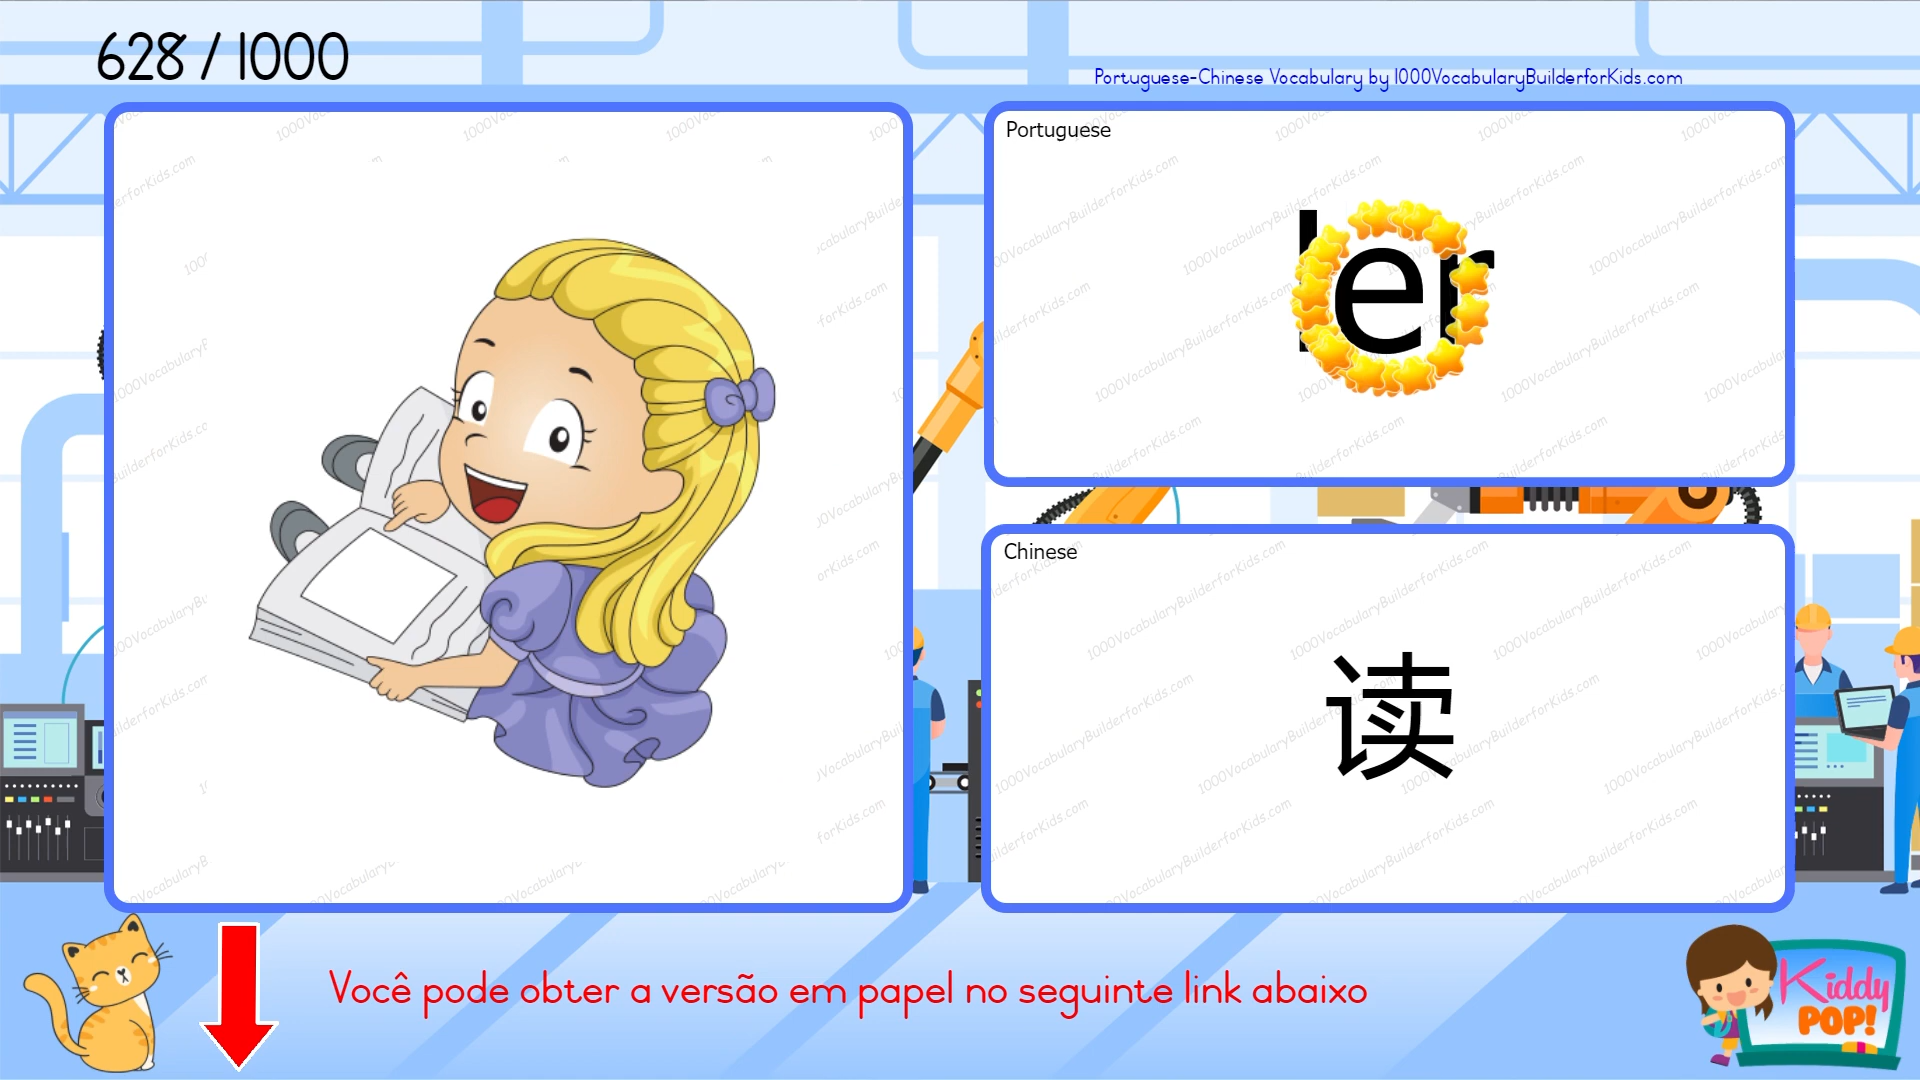 628 / 1000
Portuguese-Chinese Vocabulary by 1000VocabularyBuilderforKids.com
Portuguese
ler
Chinese
读
Você pode obter a versão em papel no seguinte link abaixo
Kiddy
POP!